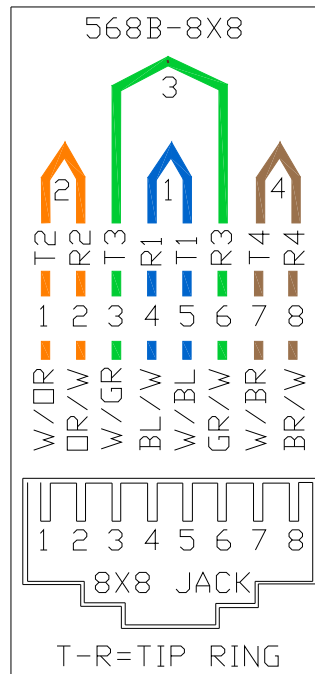 568B-8X8
3
2 1 4
T2 R2 T3 R1 T1 R3 T4 R4
1 2 3 4 5 6 7 8
W/OR OR/W W/GR BL/W W/BL GR/W W/BR BR/W
1 2 3 4 5 6 7 8
8X8 JACK
T-R=TIP RING